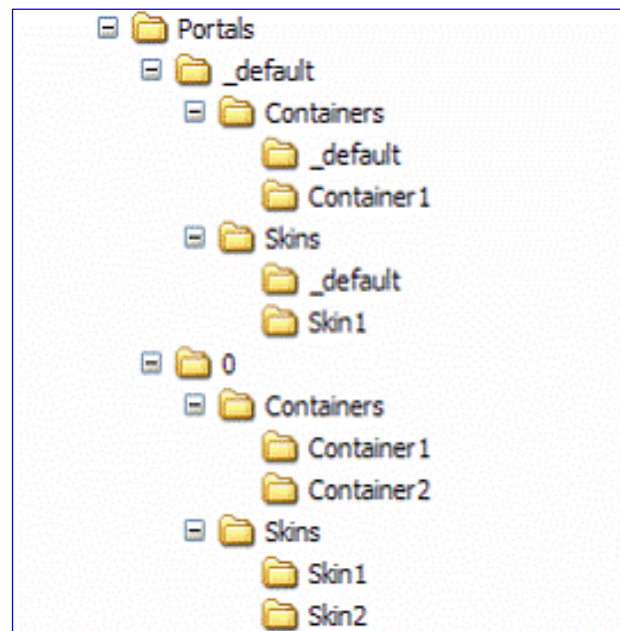 Portals
_default
Containers
_default
Container1
Skins
_default
Skin1
0
Containers
Container1
Container2
Skins
Skin1
Skin2